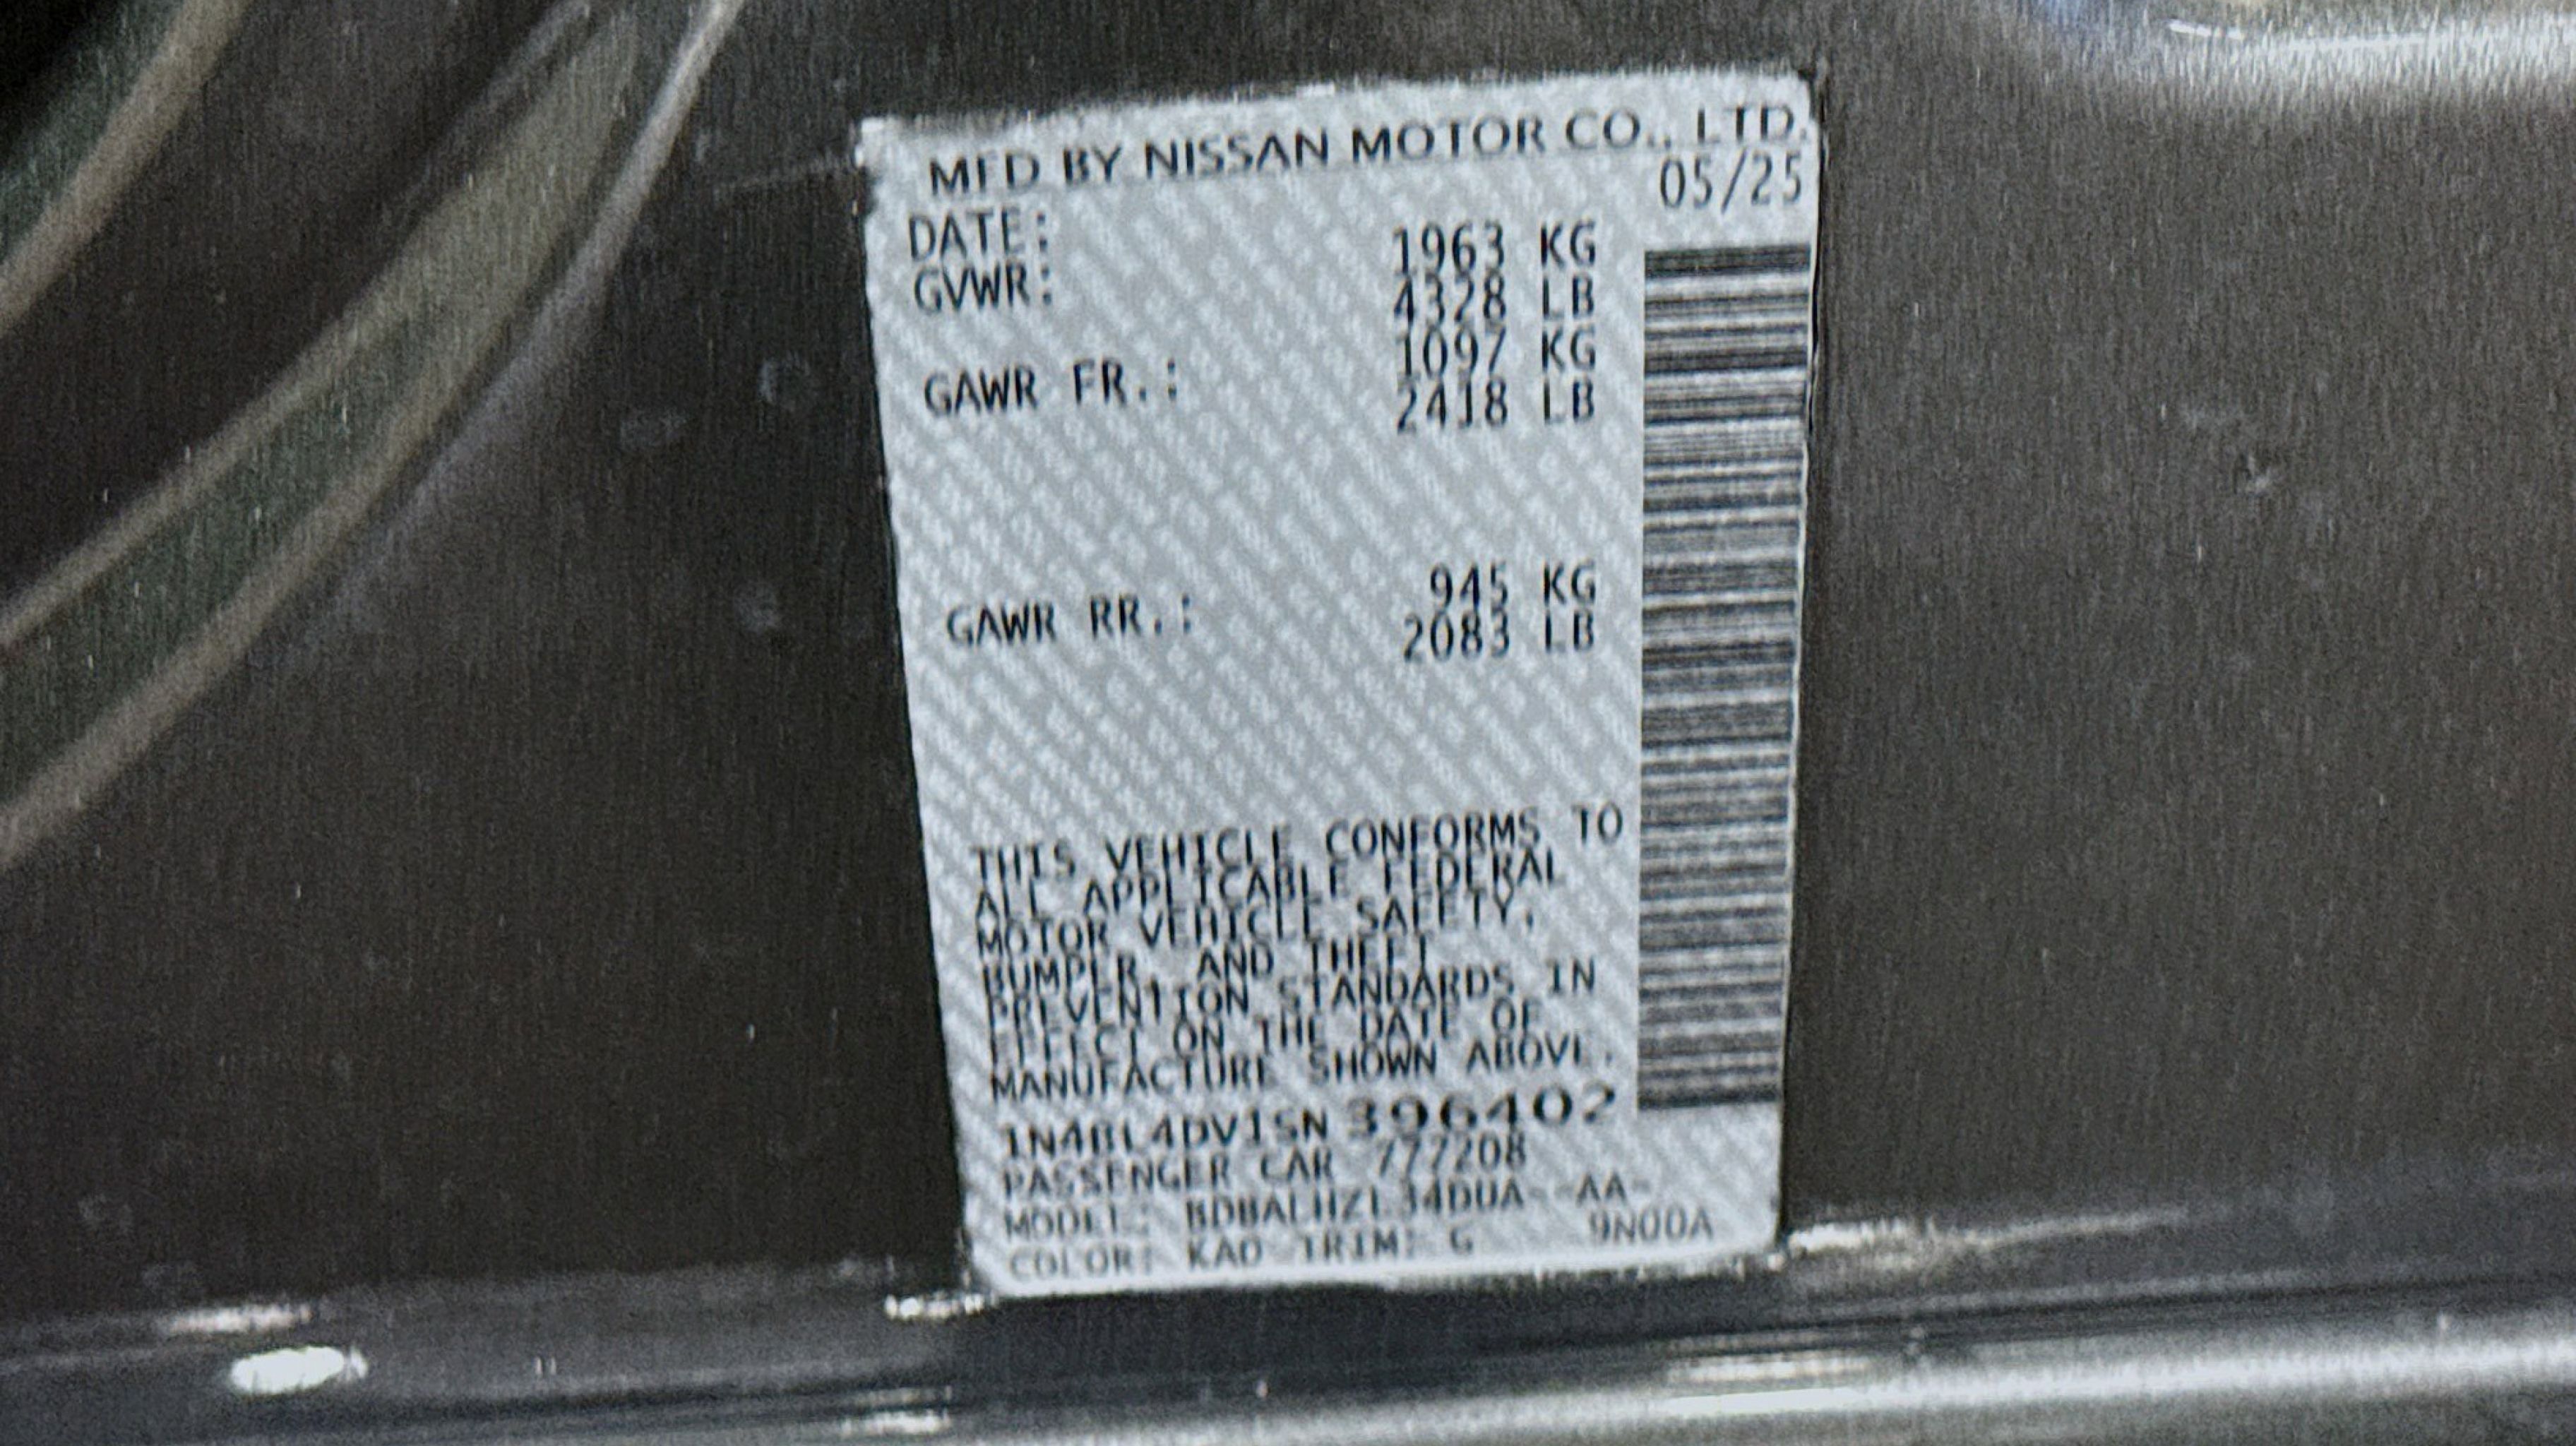 MFD BY NISSAN MOTOR CO., LTD.
DATE: 05/25
GVWR: 1963 KG
4328 LB
GAWR FR.: 1097 KG
2418 LB
GAWR RR.: 945 KG
2083 LB
THIS VEHICLE CONFORMS TO
ALL APPLICABLE FEDERAL
MOTOR VEHICLE SAFETY,
BUMPER, AND THEFT
PREVENTION STANDARDS IN
EFFECT ON THE DATE OF
MANUFACTURE SHOWN ABOVE.
1N4BL4DV1SN396402
PASSENGER CAR 777208
MODEL: BDBALHZL34DUA--AA-
COLOR: KAD TRIM: G 9N00A